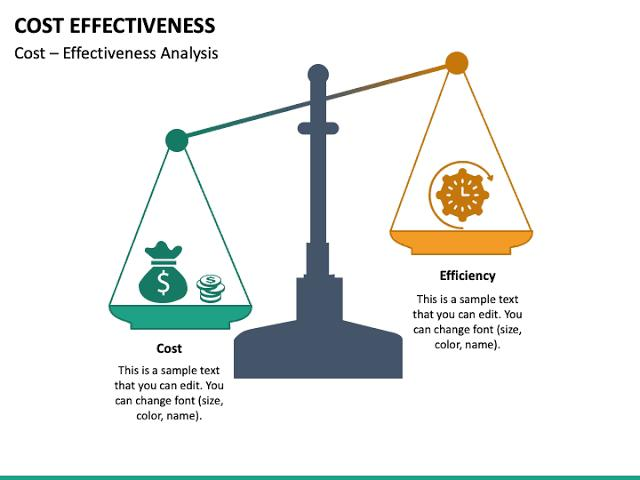 COST EFFECTIVENESS
Cost – Effectiveness Analysis
$
$
Efficiency
This is a sample text
that you can edit. You
can change font (size,
color, name).
Cost
This is a sample text
that you can edit. You
can change font (size,
color, name).